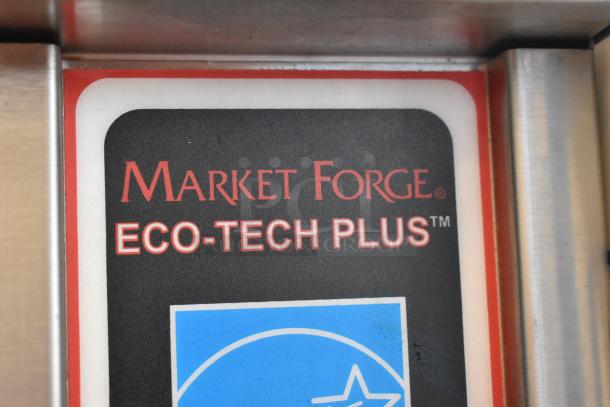 MARKET FORGE®
ECO-TECH PLUS™